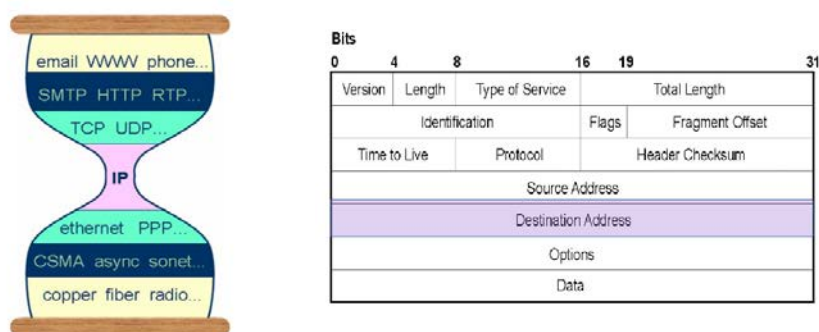 email WWW phone...
SMTP HTTP RTP...
TCP UDP...
IP
ethernet PPP...
CSMA async sonet...
copper fiber radio...
Bits
0 4 8 16 19 31
Version Length Type of Service Total Length
Identification Flags Fragment Offset
Time to Live Protocol Header Checksum
Source Address
Destination Address
Options
Data